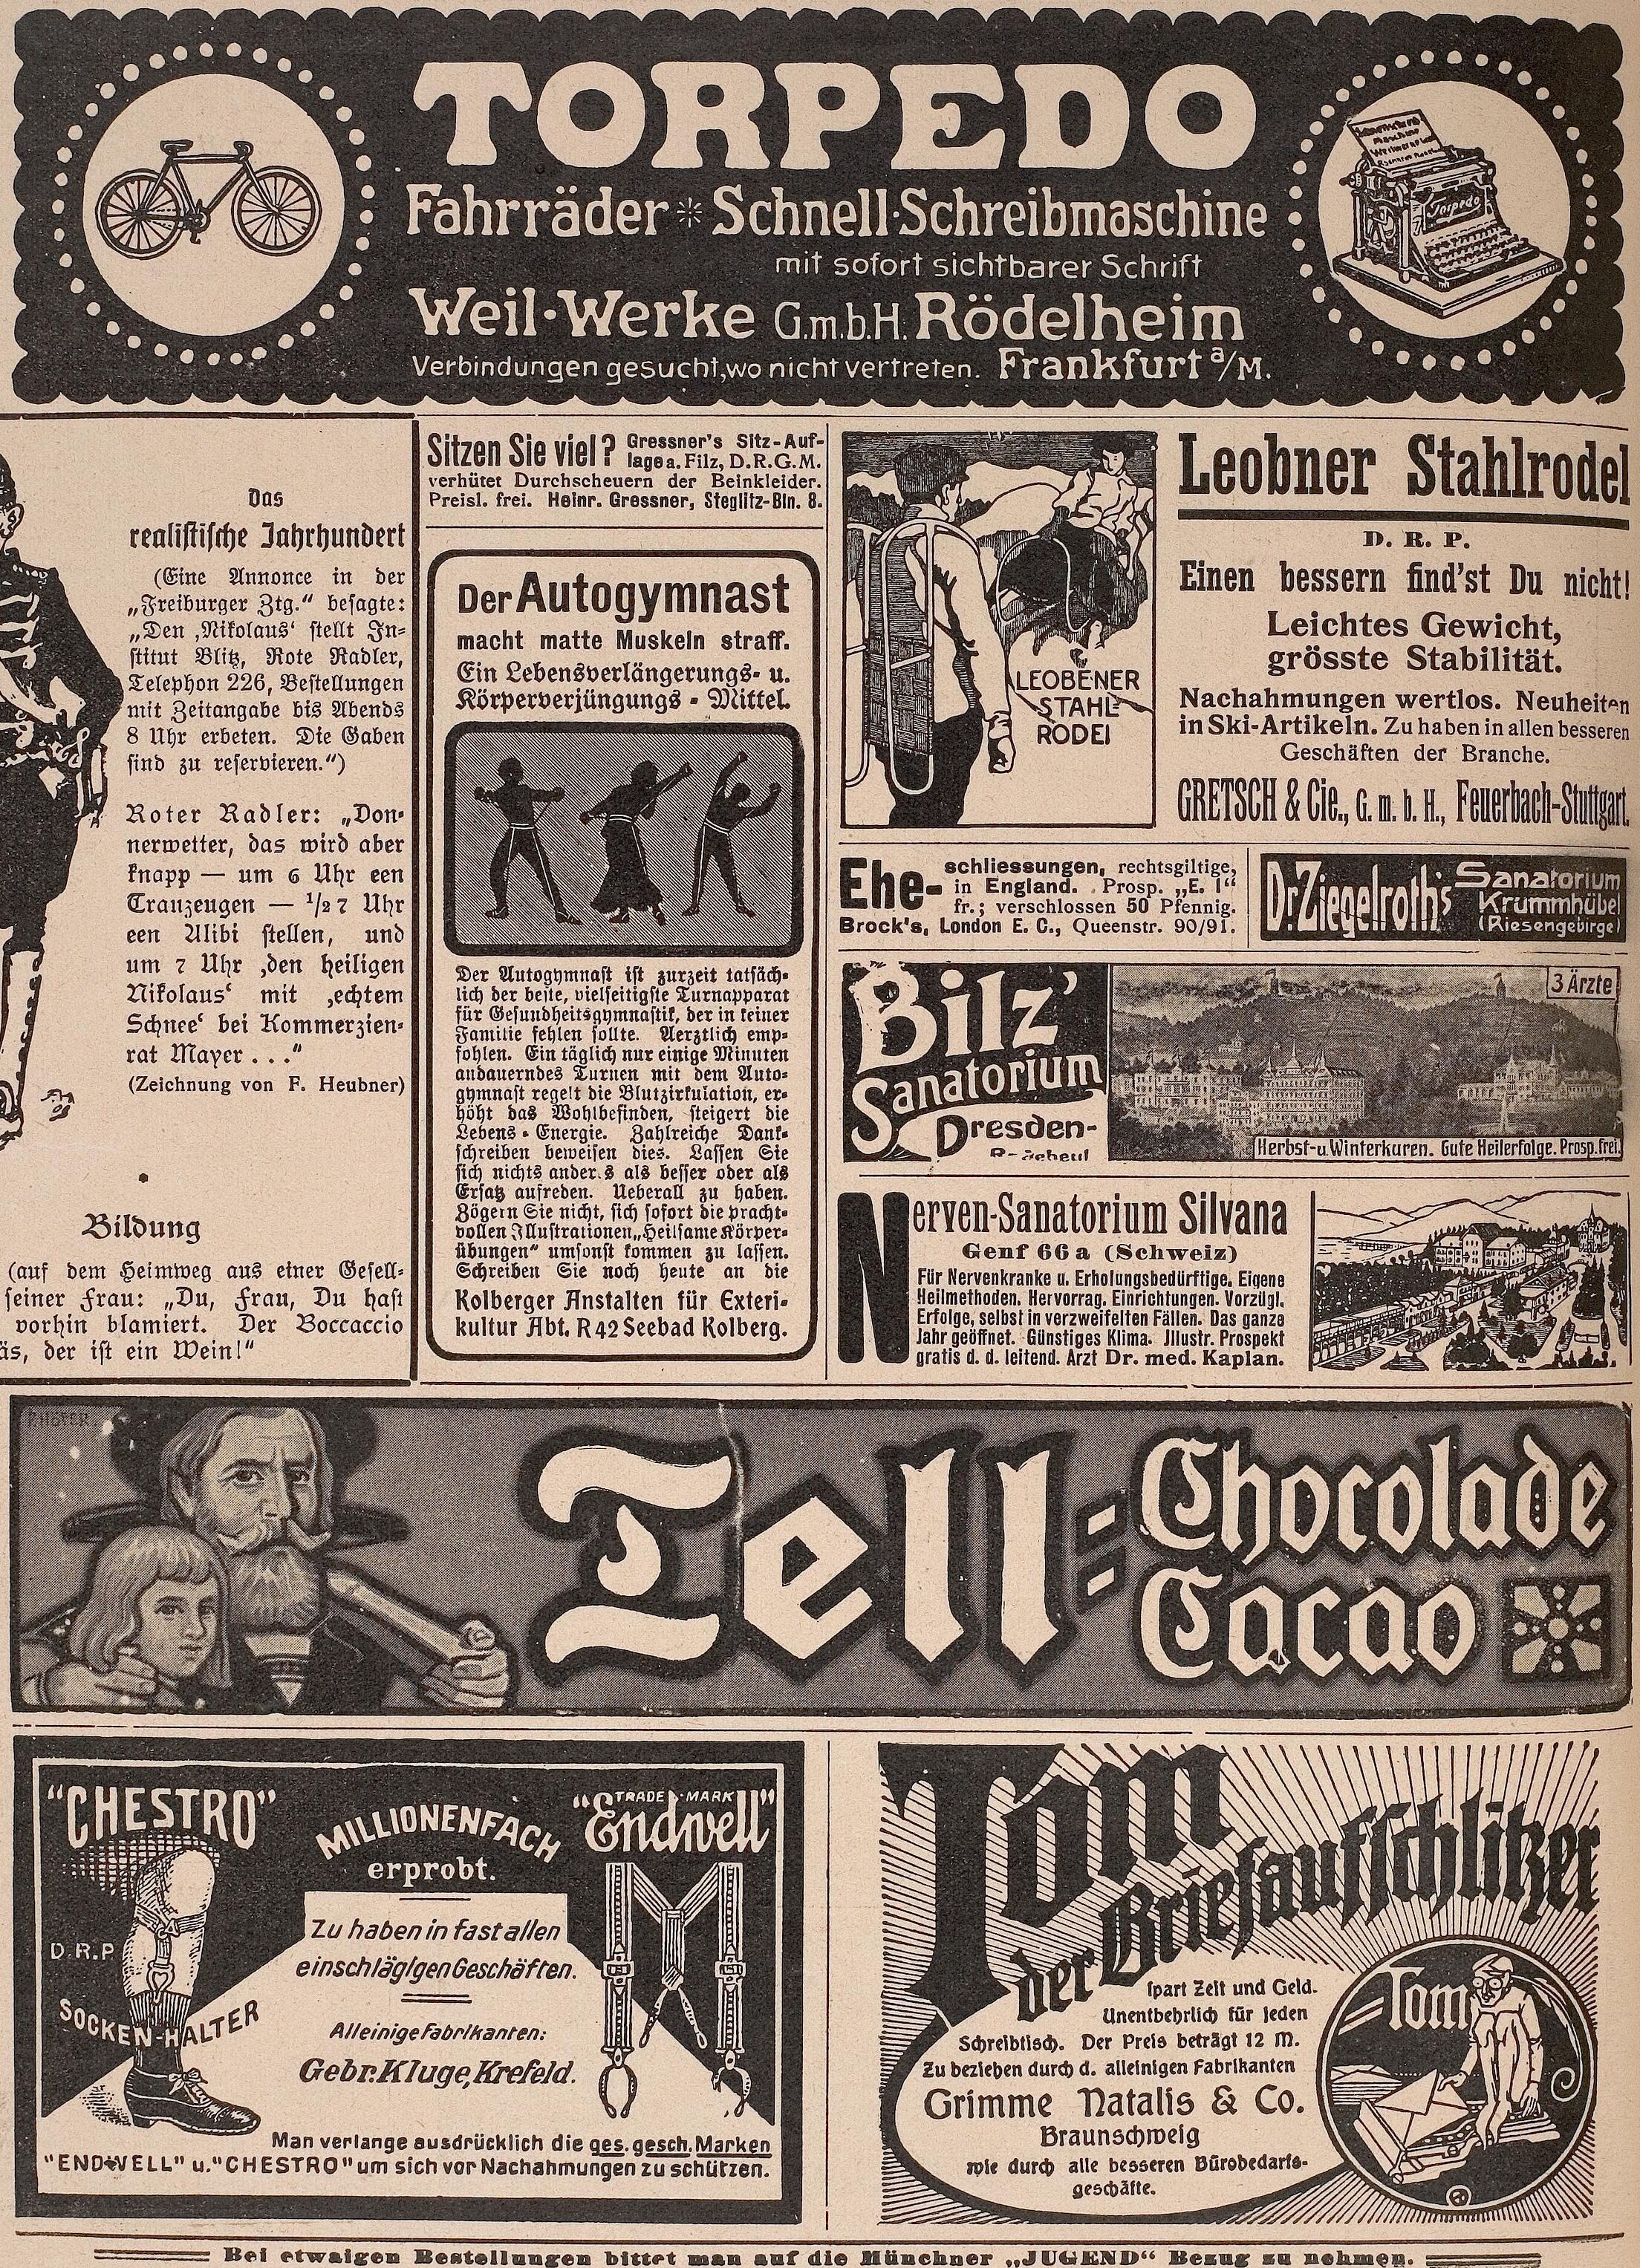 TORPEDO
Fahrräder * Schnell-Schreibmaschine
mit sofort sichtbarer Schrift
Weil-Werke G.m.b.H. Rödelheim
Verbindungen gesucht, wo nicht vertreten. Frankfurt a/M.
Torpedo
Das
realistische Jahrhundert
(Eine Annonce in der
„Freiburger Ztg.“ besagte:
„Den ‚Nikolaus‘ stellt In-
stitut Blitz, Rote Radler,
Telephon 226, Bestellungen
mit Zeitangabe bis Abends
8 Uhr erbeten. Die Gaben
sind zu reservieren.“)
Roter Radler: „Don-
nerwetter, das wird aber
knapp — um 6 Uhr een
Tranzeugen — 1/2 7 Uhr
een Alibi stellen, und
um 7 Uhr ‚den heiligen
Nikolaus‘ mit ‚echtem
Schnee‘ bei Kommerzien-
rat Mayer . . .“
(Zeichnung von F. Heubner)
Bildung
(auf dem Heimweg aus einer Gesell-
seiner Frau: „Du, Frau, Du hast
vorhin blamiert. Der Boccaccio
äs, der ist ein Wein!“
Sitzen Sie viel? Gressner's Sitz-Auf-
lage a. Filz, D.R.G.M.
verhütet Durchscheuern der Beinkleider.
Preisl. frei. Heinr. Gressner, Steglitz-Bln. 8.
Der Autogymnast
macht matte Muskeln straff.
Ein Lebensverlängerungs- u.
Körperverjüngungs-Mittel.
Der Autogymnast ist zurzeit tatsäch-
lich der beste, vielseitigste Turnapparat
für Gesundheitsgymnastik, der in keiner
Familie fehlen sollte. Aerztlich emp-
fohlen. Ein täglich nur einige Minuten
andauerndes Turnen mit dem Auto-
gymnast regelt die Blutzirkulation, er-
höht das Wohlbefinden, steigert die
Lebens-Energie. Zahlreiche Dank-
schreiben beweisen dies. Lassen Sie
sich nichts anderes als besser oder als
Ersatz aufreden. Ueberall zu haben.
Zögern Sie nicht, sich sofort die pracht-
vollen Illustrationen „Heilsame Körper-
übungen“ umsonst kommen zu lassen.
Schreiben Sie noch heute an die
Kolberger Anstalten für Exteri-
kultur Abt. R 42 Seebad Kolberg.
LEOBENER
STAHL-
RODEL
Leobner Stahlrodel
D. R. P.
Einen bessern find'st Du nicht!
Leichtes Gewicht,
grösste Stabilität.
Nachahmungen wertlos. Neuheiten
in Ski-Artikeln. Zu haben in allen besseren
Geschäften der Branche.
GRETSCH & Cie., G. m. b. H., Feuerbach-Stuttgart.
Ehe-schliessungen, rechtsgiltige,
in England. Prosp. „E. 1“
fr.; verschlossen 50 Pfennig.
Brock's, London E. C., Queenstr. 90/91.
Dr. Ziegelroth's Sanatorium
Krummhübel
(Riesengebirge)
Bilz'
Sanatorium
Dresden-
Radebeul
3 Ärzte
Herbst- u. Winterkuren. Gute Heilerfolge. Prosp. frei.
Nerven-Sanatorium Silvana
Genf 66 a (Schweiz)
Für Nervenkranke u. Erholungsbedürftige. Eigene
Heilmethoden. Hervorrag. Einrichtungen. Vorzügl.
Erfolge, selbst in verzweifelten Fällen. Das ganze
Jahr geöffnet. Günstiges Klima. Jllustr. Prospekt
gratis d. d. leitend. Arzt Dr. med. Kaplan.
P. HÖFER.
Tell-Chocolade
Cacao
"CHESTRO"
D.R.P
SOCKEN-HALTER
MILLIONENFACH
erprobt.
TRADE-MARK
"Endwell"
Zu haben in fast allen
einschlägigen Geschäften.
Alleinige Fabrikanten:
Gebr. Kluge, Krefeld.
Man verlange ausdrücklich die ges. gesch. Marken
"ENDWELL" u. "CHESTRO" um sich vor Nachahmungen zu schützen.
Tom
der Briefaufschlitzer
spart Zeit und Geld.
Unentbehrlich für jeden
Schreibtisch. Der Preis beträgt 12 M.
Zu beziehen durch d. alleinigen Fabrikanten
Grimme Natalis & Co.
Braunschweig
wie durch alle besseren Bürobedarfs-
geschäfte.
Tom
Bei etwaigen Bestellungen bittet man auf die Münchner „JUGEND“ Bezug zu nehmen.